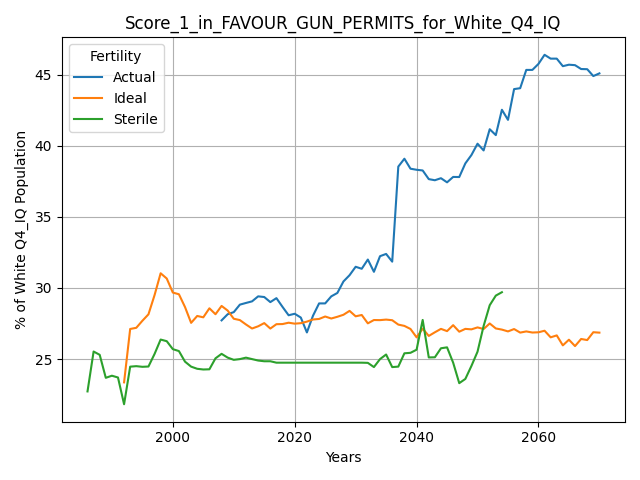 Score_1_in_FAVOUR_GUN_PERMITS_for_White_Q4_IQ
Fertility
Actual
Ideal
Sterile
% of White Q4_IQ Population
45
40
35
30
25
2000
2020
2040
2060
Years